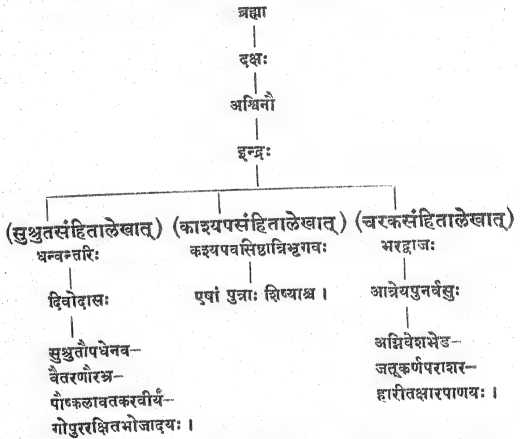 ब्रह्मा
दक्षः
अश्विनौ
इन्द्रः
(सुश्रुतसंहितालेखात्) (काश्यपसंहितालेखात्) (चरकसंहितालेखात्)
धन्वन्तरिः कश्यपवसिष्ठात्रिभृगवः भरद्वाजः
दिवोदासः एषां पुत्राः शिष्याश्च । आत्रेयपुनर्वसुः
सुश्रुतौपधेनव— अग्निवेशभेड—
वैतरणौरभ्र— जतूकर्णपराशर—
पौष्कलावतकरवीर्य— हारीतक्षारपाणयः ।
गोपुररक्षितभोजादयः ।